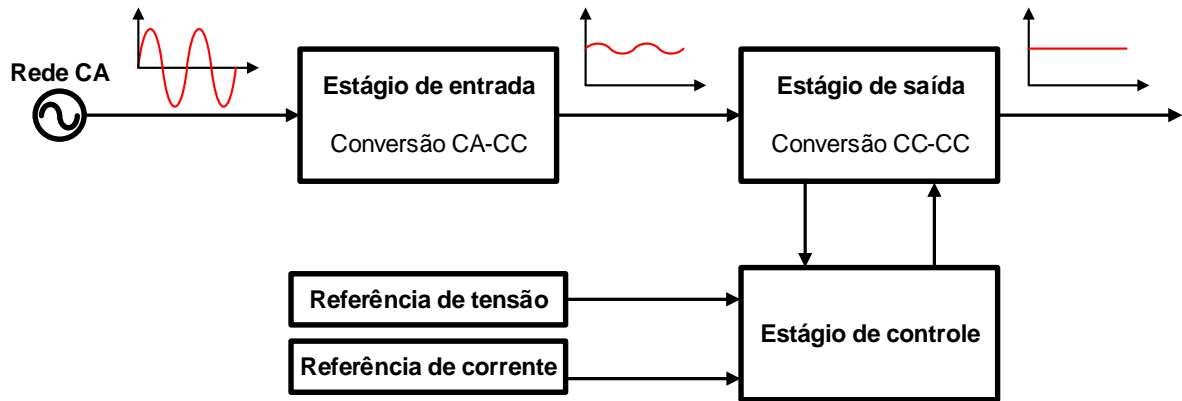 Rede CA
Estágio de entrada
Conversão CA-CC
Estágio de saída
Conversão CC-CC
Referência de tensão
Referência de corrente
Estágio de controle